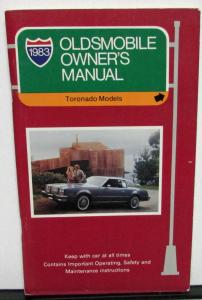 1983
OLDSMOBILE
OWNER'S
MANUAL
Toronado Models
Keep with car at all times
Contains Important Operating, Safety and
Maintenance instructions